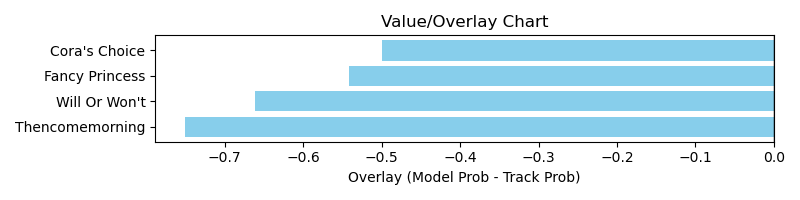 Value/Overlay Chart
Cora's Choice
Fancy Princess
Will Or Won't
Thencomemorning
−0.7 −0.6 −0.5 −0.4 −0.3 −0.2 −0.1 0.0
Overlay (Model Prob - Track Prob)